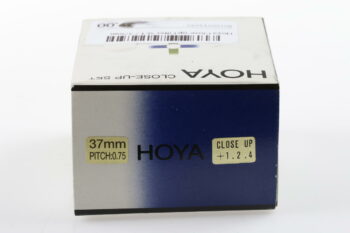 HOYA
CLOSE-UP SET
37mm
PITCH:0.75
HOYA
CLOSE UP
+1.2.4